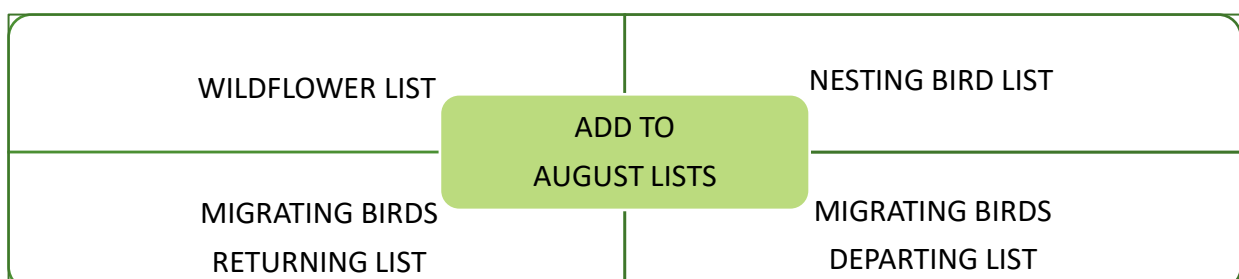 WILDFLOWER LIST
NESTING BIRD LIST
ADD TO
AUGUST LISTS
MIGRATING BIRDS
RETURNING LIST
MIGRATING BIRDS
DEPARTING LIST